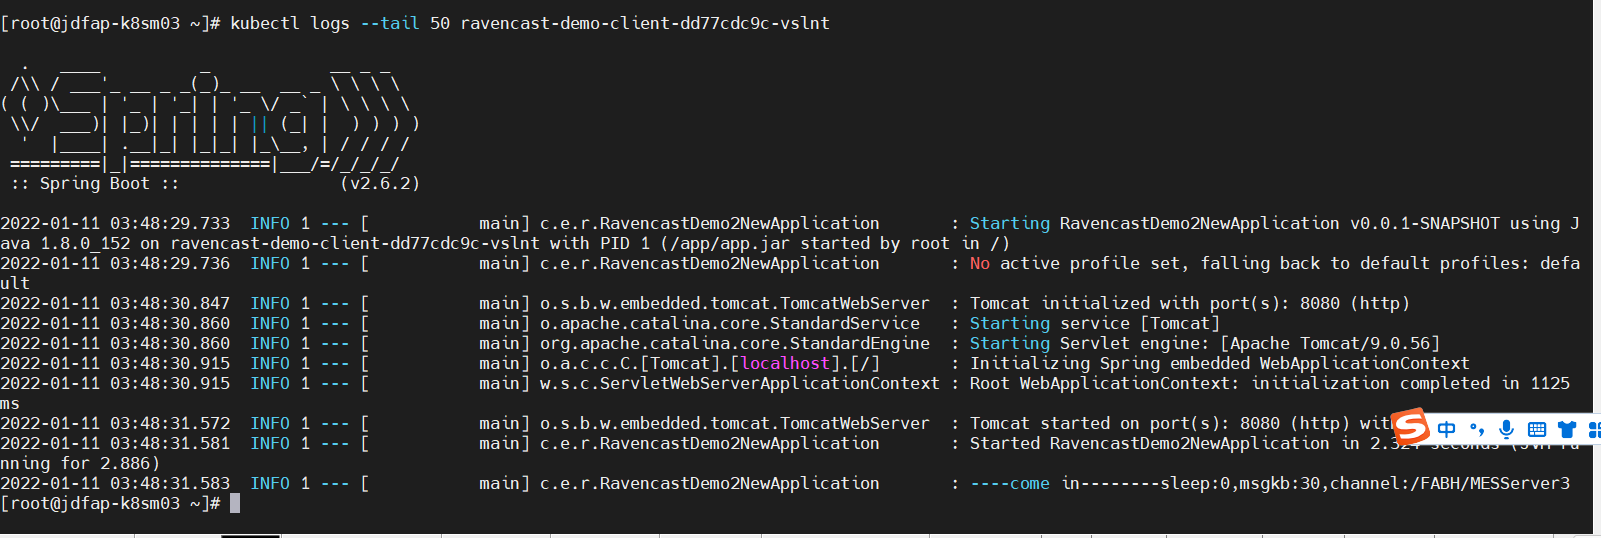 [root@jdfap-k8sm03 ~]# kubectl logs --tail 50 ravencast-demo-client-dd77cdc9c-vslnt
  .   ____          _            __ _ _
 /\\ / ___'_ __ _ _(_)_ __  __ _ \ \ \ \
( ( )\___ | '_ | '_| | '_ \/ _` | \ \ \ \
 \\/  ___)| |_)| | | | | || (_| |  ) ) ) )
  '  |____| .__|_| |_|_| |_\__, | / / / /
 =========|_|==============|___/=/_/_/_/
 :: Spring Boot ::                (v2.6.2)
2022-01-11 03:48:29.733  INFO 1 --- [           main] c.e.r.RavencastDemo2NewApplication       : Starting RavencastDemo2NewApplication v0.0.1-SNAPSHOT using J
ava 1.8.0_152 on ravencast-demo-client-dd77cdc9c-vslnt with PID 1 (/app/app.jar started by root in /)
2022-01-11 03:48:29.736  INFO 1 --- [           main] c.e.r.RavencastDemo2NewApplication       : No active profile set, falling back to default profiles: defa
ult
2022-01-11 03:48:30.847  INFO 1 --- [           main] o.s.b.w.embedded.tomcat.TomcatWebServer  : Tomcat initialized with port(s): 8080 (http)
2022-01-11 03:48:30.860  INFO 1 --- [           main] o.apache.catalina.core.StandardService   : Starting service [Tomcat]
2022-01-11 03:48:30.860  INFO 1 --- [           main] org.apache.catalina.core.StandardEngine  : Starting Servlet engine: [Apache Tomcat/9.0.56]
2022-01-11 03:48:30.915  INFO 1 --- [           main] o.a.c.c.C.[Tomcat].[localhost].[/]       : Initializing Spring embedded WebApplicationContext
2022-01-11 03:48:30.915  INFO 1 --- [           main] w.s.c.ServletWebServerApplicationContext : Root WebApplicationContext: initialization completed in 1125
ms
2022-01-11 03:48:31.572  INFO 1 --- [           main] o.s.b.w.embedded.tomcat.TomcatWebServer  : Tomcat started on port(s): 8080 (http)
中
2022-01-11 03:48:31.581  INFO 1 --- [           main] c.e.r.RavencastDemo2NewApplication       : Started RavencastDemo2NewApplication in
nning for 2.886)
2022-01-11 03:48:31.583  INFO 1 --- [           main] c.e.r.RavencastDemo2NewApplication       : ----come in--------sleep:0,msgkb:30,channel:/FABH/MESServer3
[root@jdfap-k8sm03 ~]#